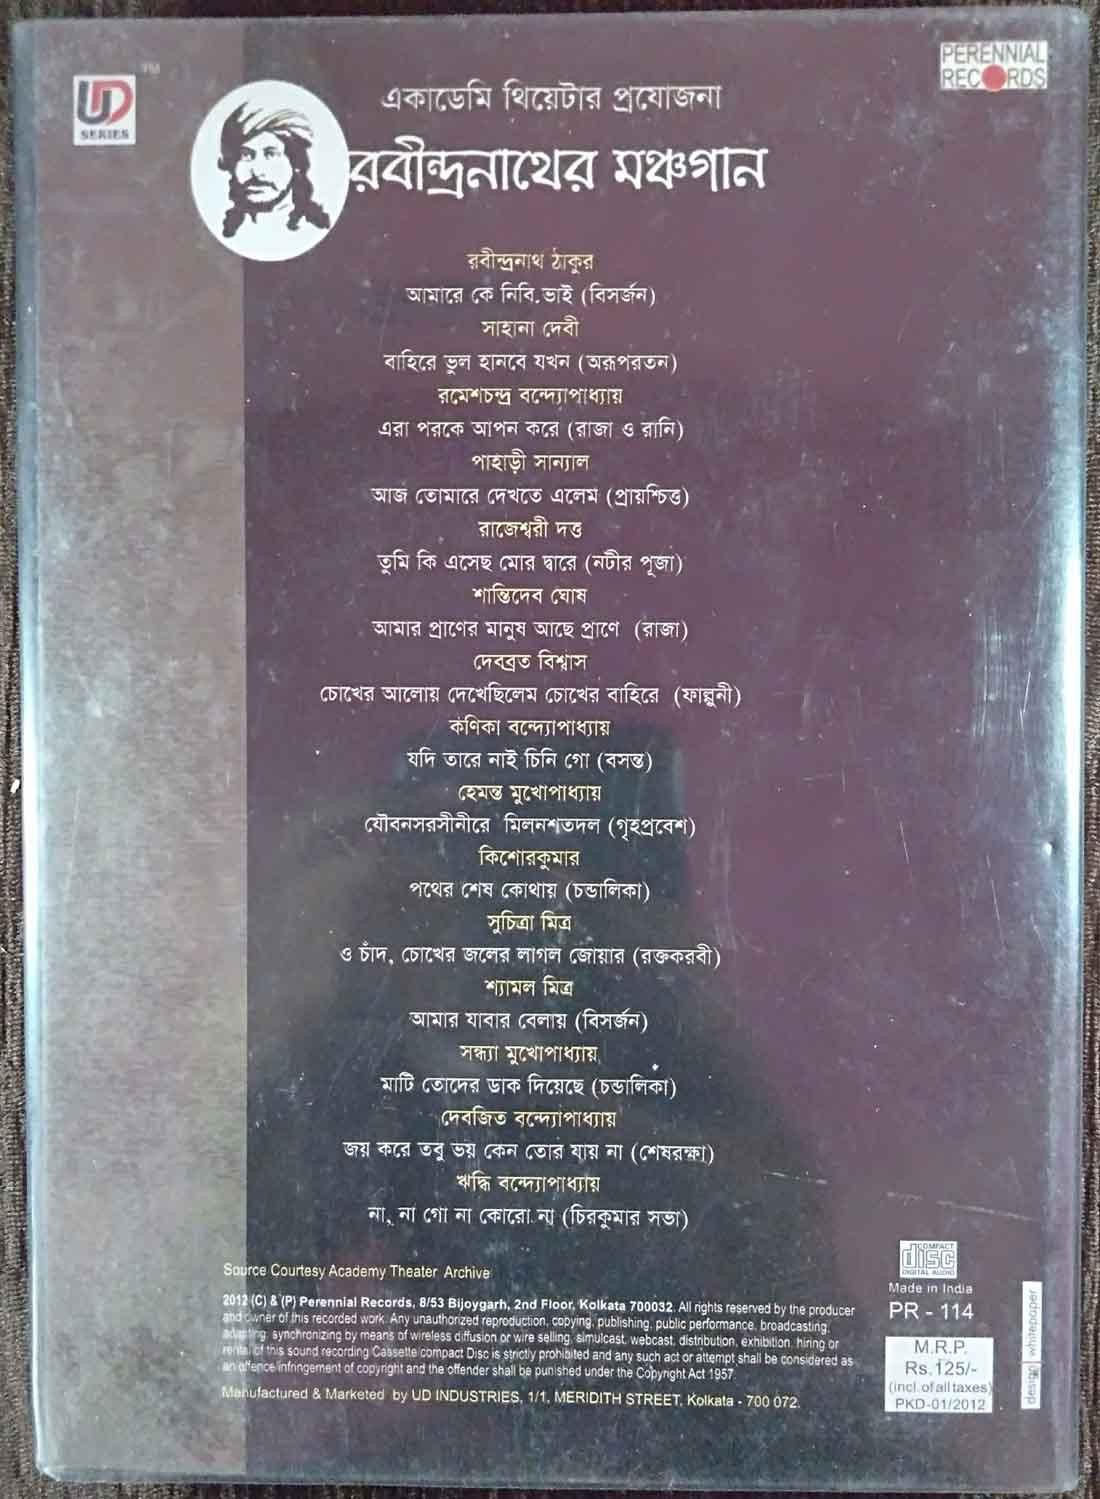 UD
SERIES
TM
PERENNIAL
RECORDS
একাডেমি থিয়েটার প্রযোজনা
রবীন্দ্রনাথের মঞ্চগান
রবীন্দ্রনাথ ঠাকুর
আমারে কে নিবি ভাই (বিসর্জন)
সাহানা দেবী
বাহিরে ভুল হানবে যখন (অরূপরতন)
রমেশচন্দ্র বন্দ্যোপাধ্যায়
এরা পরকে আপন করে (রাজা ও রানি)
পাহাড়ী সান্যাল
আজ তোমারে দেখতে এলেম (প্রায়শ্চিত্ত)
রাজেশ্বরী দত্ত
তুমি কি এসেছ মোর দ্বারে (নটীর পূজা)
শান্তিদেব ঘোষ
আমার প্রাণের মানুষ আছে প্রাণে (রাজা)
দেবব্রত বিশ্বাস
চোখের আলোয় দেখেছিলেম চোখের বাহিরে (ফাল্গুনী)
কণিকা বন্দ্যোপাধ্যায়
যদি তারে নাই চিনি গো (বসন্ত)
হেমন্ত মুখোপাধ্যায়
যৌবনসরসীনীরে মিলনশতদল (গৃহপ্রবেশ)
কিশোরকুমার
পথের শেষ কোথায় (চন্ডালিকা)
সুচিত্রা মিত্র
ও চাঁদ, চোখের জলের লাগল জোয়ার (রক্তকরবী)
শ্যামল মিত্র
আমার যাবার বেলায় (বিসর্জন)
সন্ধ্যা মুখোপাধ্যায়
মাটি তোদের ডাক দিয়েছে (চন্ডালিকা)
দেবজিত বন্দ্যোপাধ্যায়
জয় করে তবু ভয় কেন তোর যায় না (শেষরক্ষা)
ঋদ্ধি বন্দ্যোপাধ্যায়
না, না গো না কোরো না (চিরকুমার সভা)
Source Courtesy Academy Theater Archive
2012 (C) & (P) Perennial Records, 8/53 Bijoygarh, 2nd Floor, Kolkata 700032. All rights reserved by the producer
and owner of this recorded work. Any unauthorized reproduction, copying, publishing, public performance, broadcasting,
adapting, synchronizing by means of wireless diffusion or wire selling, simulcast, webcast, distribution, exhibition, hiring or
rental of this sound recording Cassette/compact Disc is strictly prohibited and any such act or attempt shall be considered as
an offence/infringement of copyright and the offender shall be punished under the Copyright Act 1957.
Manufactured & Marketed by UD INDUSTRIES, 1/1, MERIDITH STREET, Kolkata - 700 072.
COMPACT
disc
DIGITAL AUDIO
Made in India
PR - 114
M.R.P.
Rs.125/-
(incl.of all taxes)
PKD-01/2012
design whitepaper